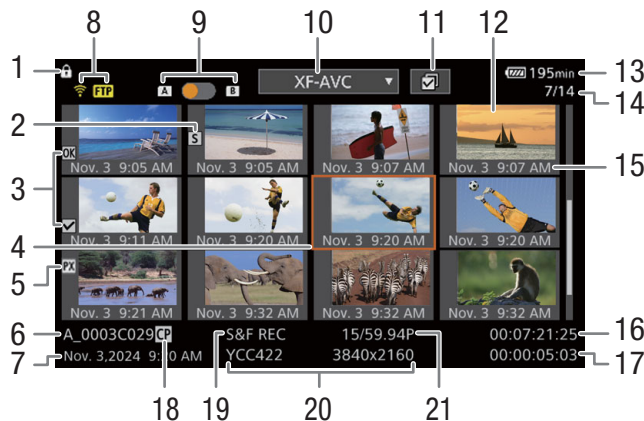 8 9 10 11 12
1 13
FTP A B XF-AVC 195min
7/14 14
2 S
Nov. 3 9:05 AM Nov. 3 9:05 AM Nov. 3 9:07 AM Nov. 3 9:07 AM 15
3 OK
Nov. 3 9:11 AM Nov. 3 9:20 AM Nov. 3 9:20 AM Nov. 3 9:20 AM
4
5 PX
Nov. 3 9:21 AM Nov. 3 9:32 AM Nov. 3 9:32 AM Nov. 3 9:32 AM
6 A_0003C029 CP S&F REC 15/59.94P 00:07:21:25 16
7 Nov. 3,2024 9:20 AM YCC422 3840x2160 00:00:05:03 17
18 19 20 21